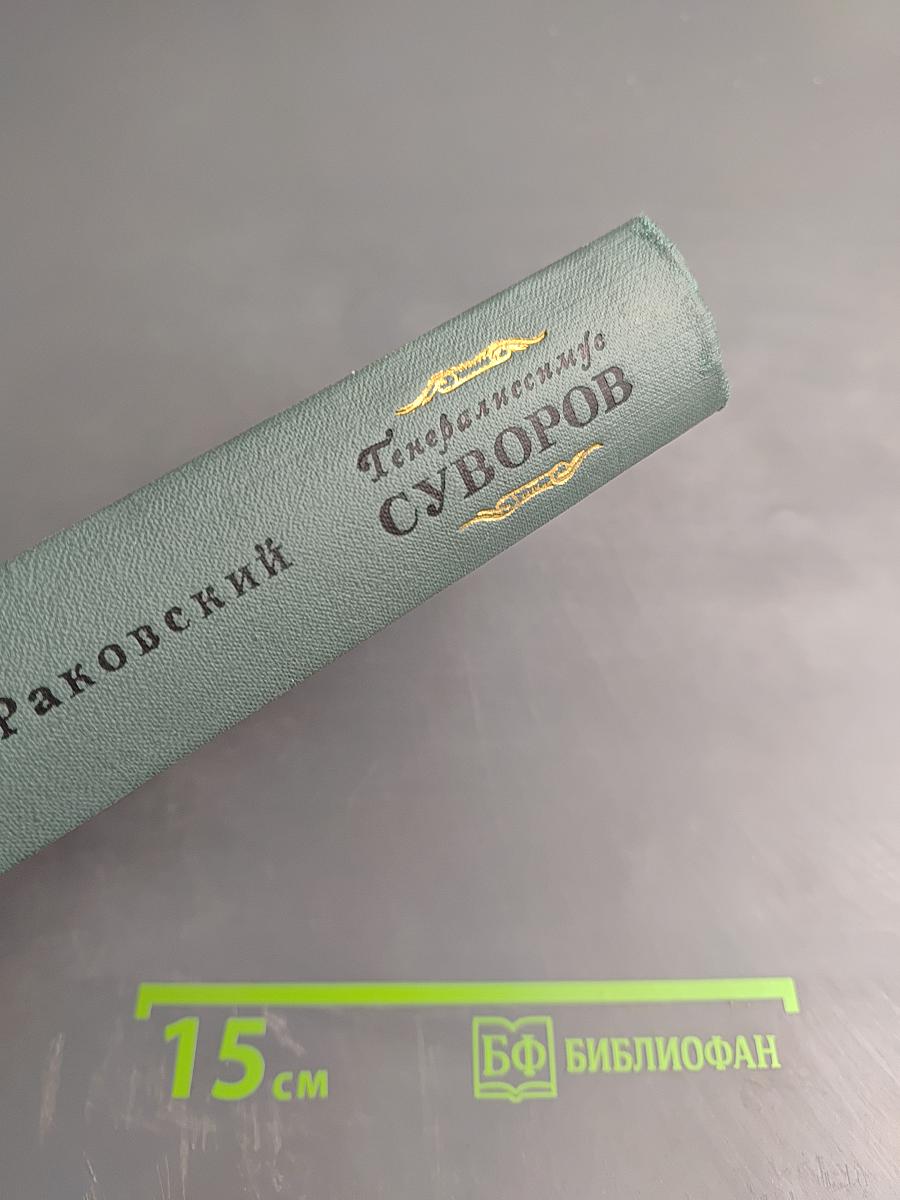 Генералиссимус
СУВОРОВ
Раковский
15 см
БФ БИБЛИОФАН